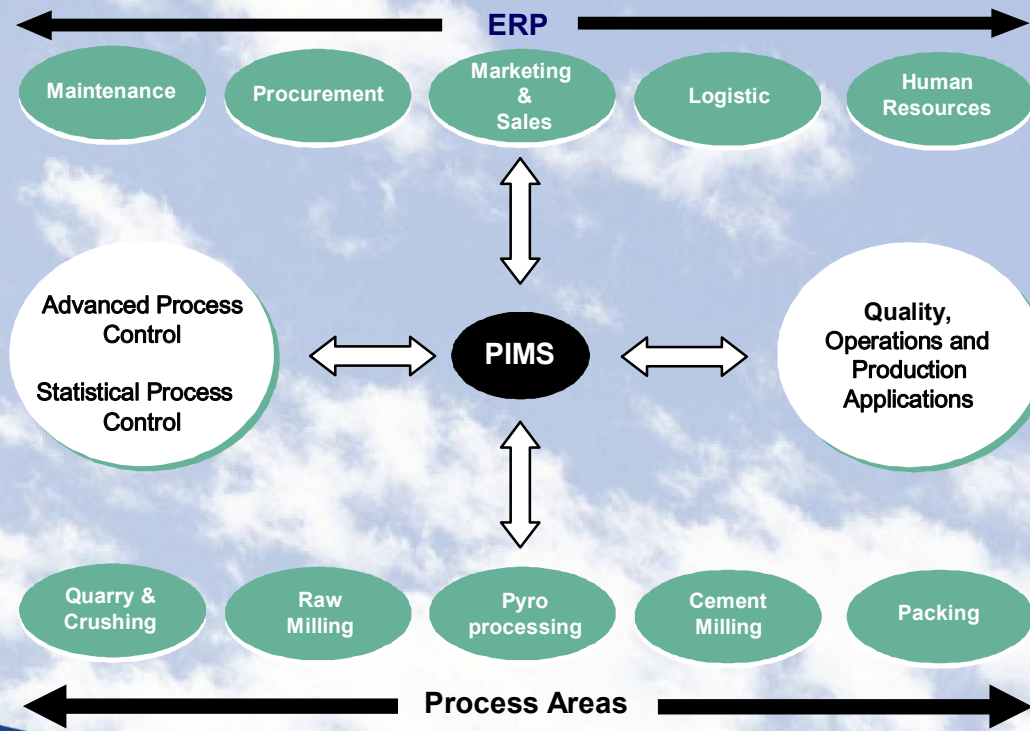 ERP
Maintenance
Procurement
Marketing
&
Sales
Logistic
Human
Resources
Advanced Process
Control
Statistical Process
Control
PIMS
Quality,
Operations and
Production
Applications
Quarry &
Crushing
Raw
Milling
Pyro
processing
Cement
Milling
Packing
Process Areas